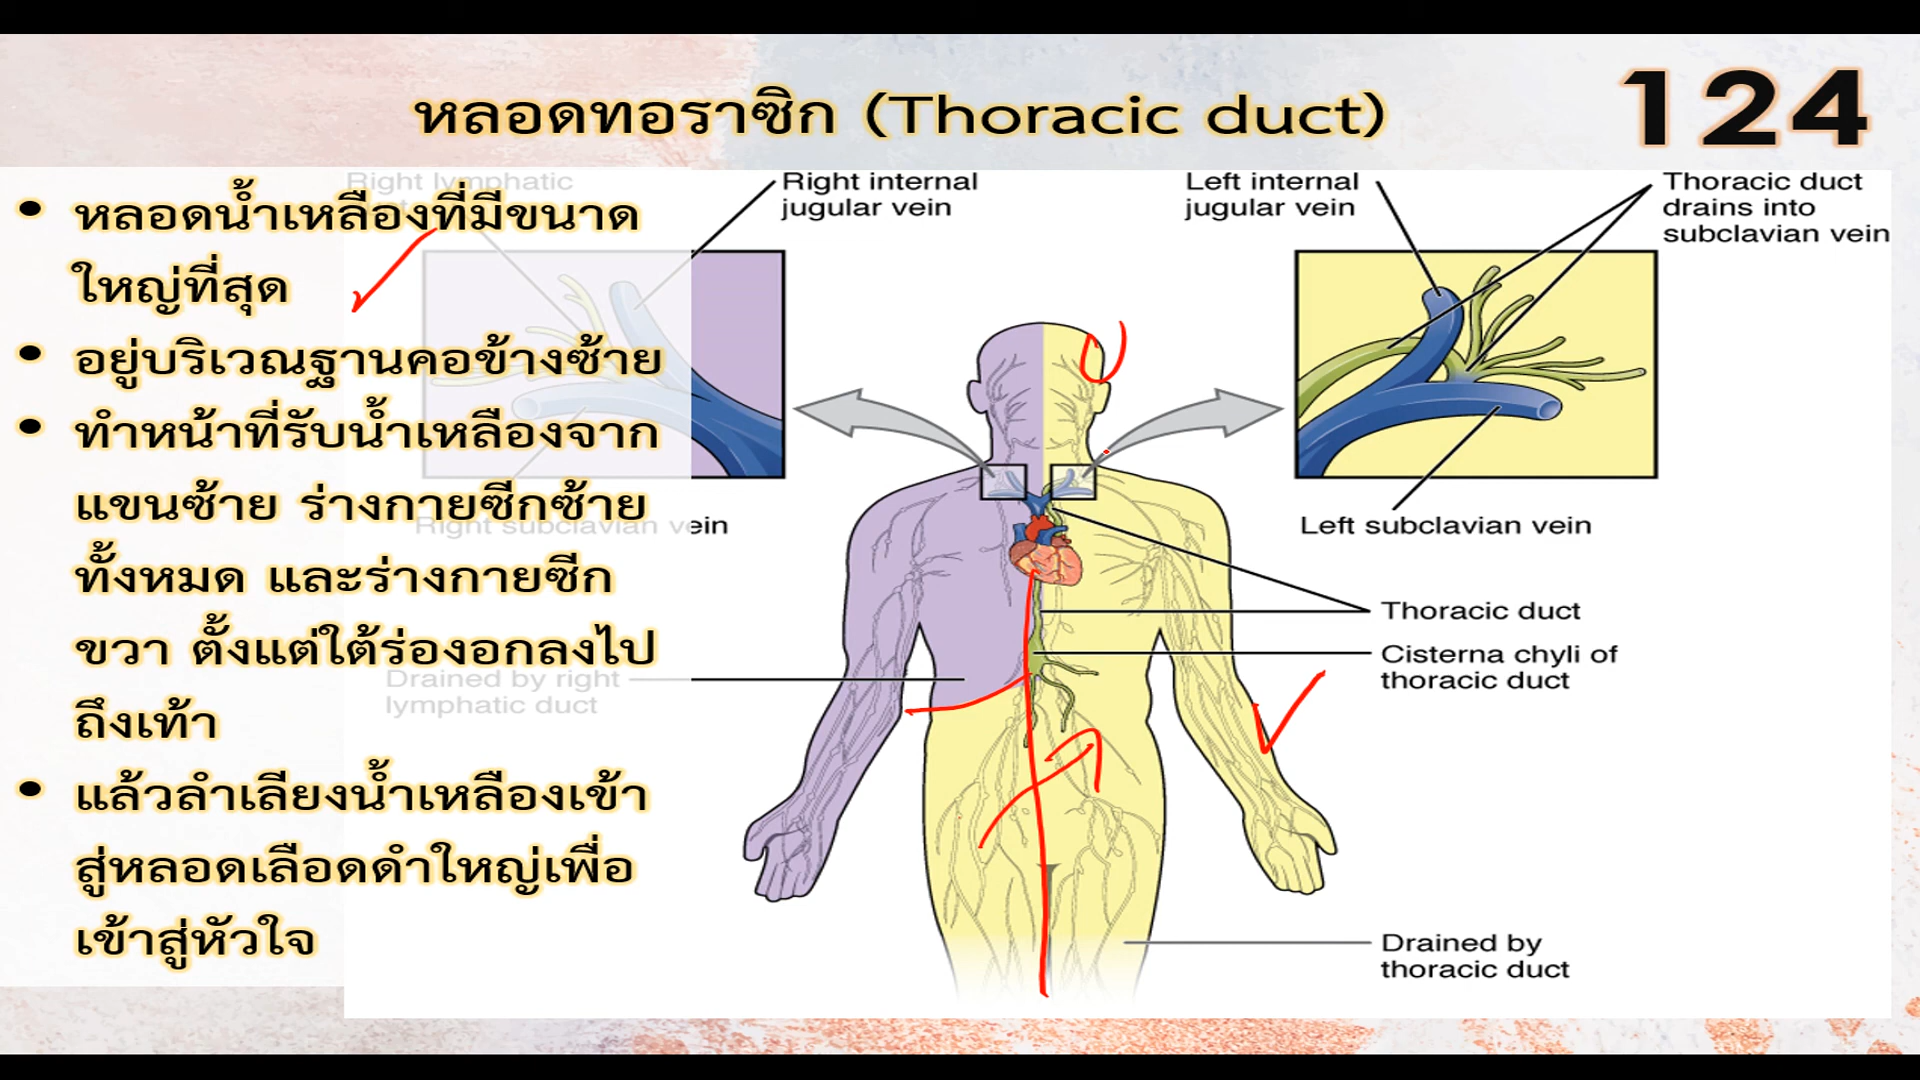 หลอดทอราซิก (Thoracic duct)
124
• หลอดน้ำเหลืองที่มีขนาด
ใหญ่ที่สุด
• อยู่บริเวณฐานคอข้างซ้าย
• ทำหน้าที่รับน้ำเหลืองจาก
แขนซ้าย ร่างกายซีกซ้าย
ทั้งหมด และร่างกายซีก
ขวา ตั้งแต่ใต้ร่องอกลงไป
ถึงเท้า
• แล้วลำเลียงน้ำเหลืองเข้า
สู่หลอดเลือดดำใหญ่เพื่อ
เข้าสู่หัวใจ
Right lymphatic
Right internal
jugular vein
Left internal
jugular vein
Thoracic duct
drains into
subclavian vein
Right subclavian vein
Left subclavian vein
Thoracic duct
Cisterna chyli of
thoracic duct
Drained by right
lymphatic duct
Drained by
thoracic duct